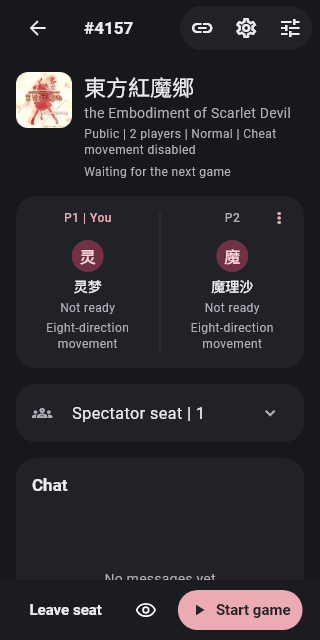 #4157
東方紅魔郷
the Embodiment of Scarlet Devil
Public | 2 players | Normal | Cheat
movement disabled
Waiting for the next game
P1 | You
P2
灵
魔
灵梦
魔理沙
Not ready
Not ready
Eight-direction
movement
Eight-direction
movement
Spectator seat | 1
Chat
No messages yet
Leave seat
Start game